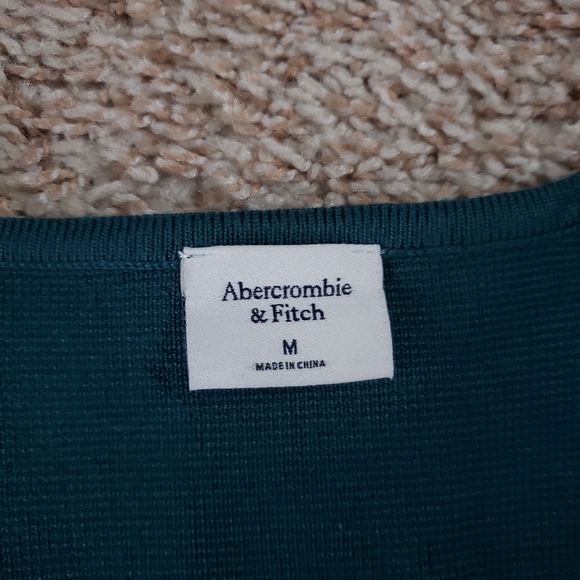 Abercrombie
& Fitch
M
MADE IN CHINA